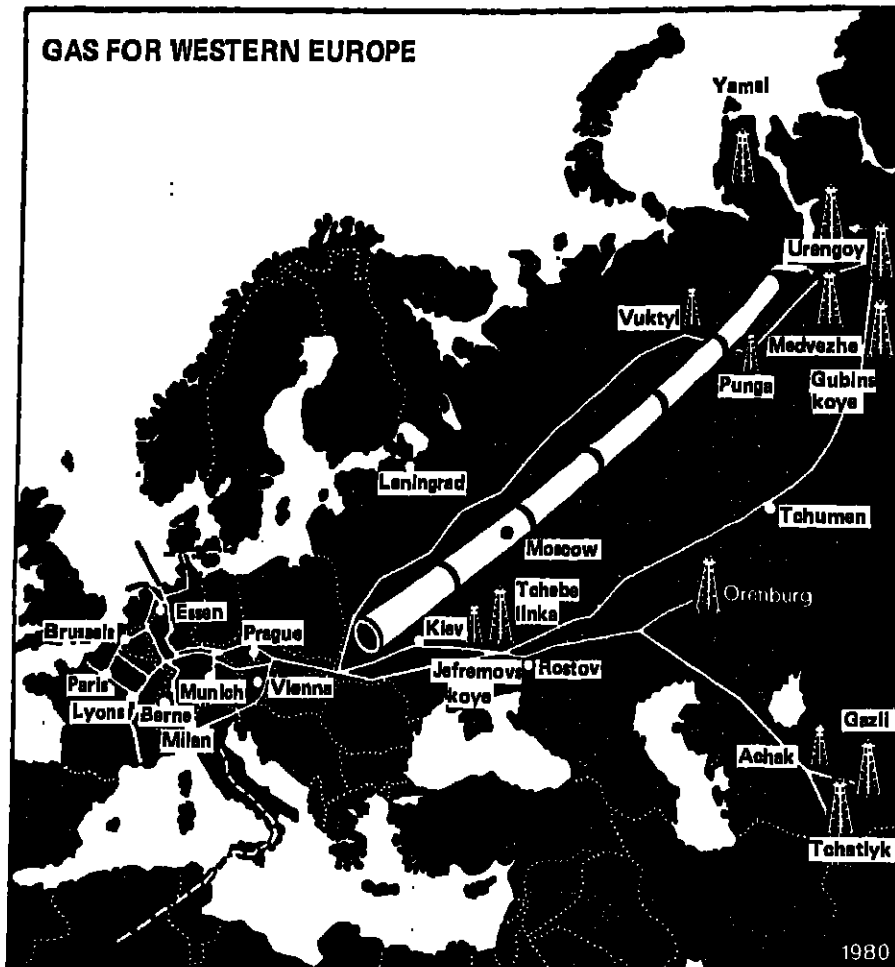 GAS FOR WESTERN EUROPE
Yamal
Urengoy
Vuktyl
Medvezhe
Punga
Gubins
koye
Leningrad
Tchumen
Moscow
Orenburg
Tchebe
linka
Essen
Kiev
Brussels
Prague
Jefremovs
koye
Rostov
Paris
Munich
Vienna
Lyons
Berne
Milan
Gazli
Achak
Tchatlyk
1980